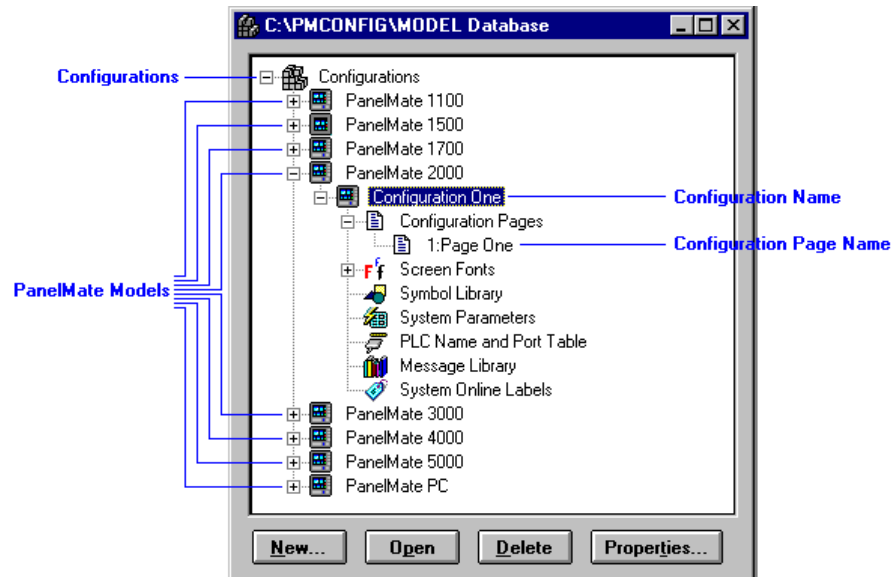 C:\PMCONFIG\MODEL Database
Configurations
Configurations
PanelMate 1100
PanelMate 1500
PanelMate 1700
PanelMate 2000
Configuration One
Configuration Name
Configuration Pages
1:Page One
Configuration Page Name
Screen Fonts
PanelMate Models
Symbol Library
System Parameters
PLC Name and Port Table
Message Library
System Online Labels
PanelMate 3000
PanelMate 4000
PanelMate 5000
PanelMate PC
New... Open Delete Properties...